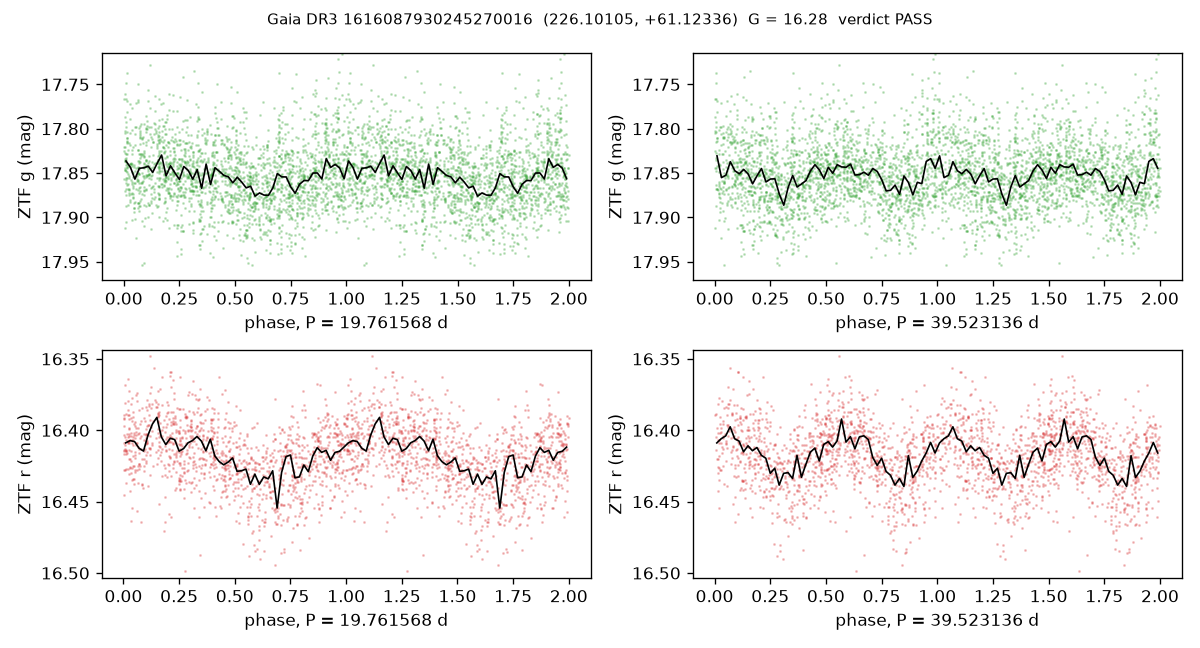 Gaia DR3 1616087930245270016 (226.10105, +61.12336) G = 16.28 verdict PASS
ZTF g (mag)
17.75
17.80
17.85
17.90
17.95
0.00 0.25 0.50 0.75 1.00 1.25 1.50 1.75 2.00
phase, P = 19.761568 d
ZTF g (mag)
17.75
17.80
17.85
17.90
17.95
0.00 0.25 0.50 0.75 1.00 1.25 1.50 1.75 2.00
phase, P = 39.523136 d
ZTF r (mag)
16.35
16.40
16.45
16.50
0.00 0.25 0.50 0.75 1.00 1.25 1.50 1.75 2.00
phase, P = 19.761568 d
ZTF r (mag)
16.35
16.40
16.45
16.50
0.00 0.25 0.50 0.75 1.00 1.25 1.50 1.75 2.00
phase, P = 39.523136 d